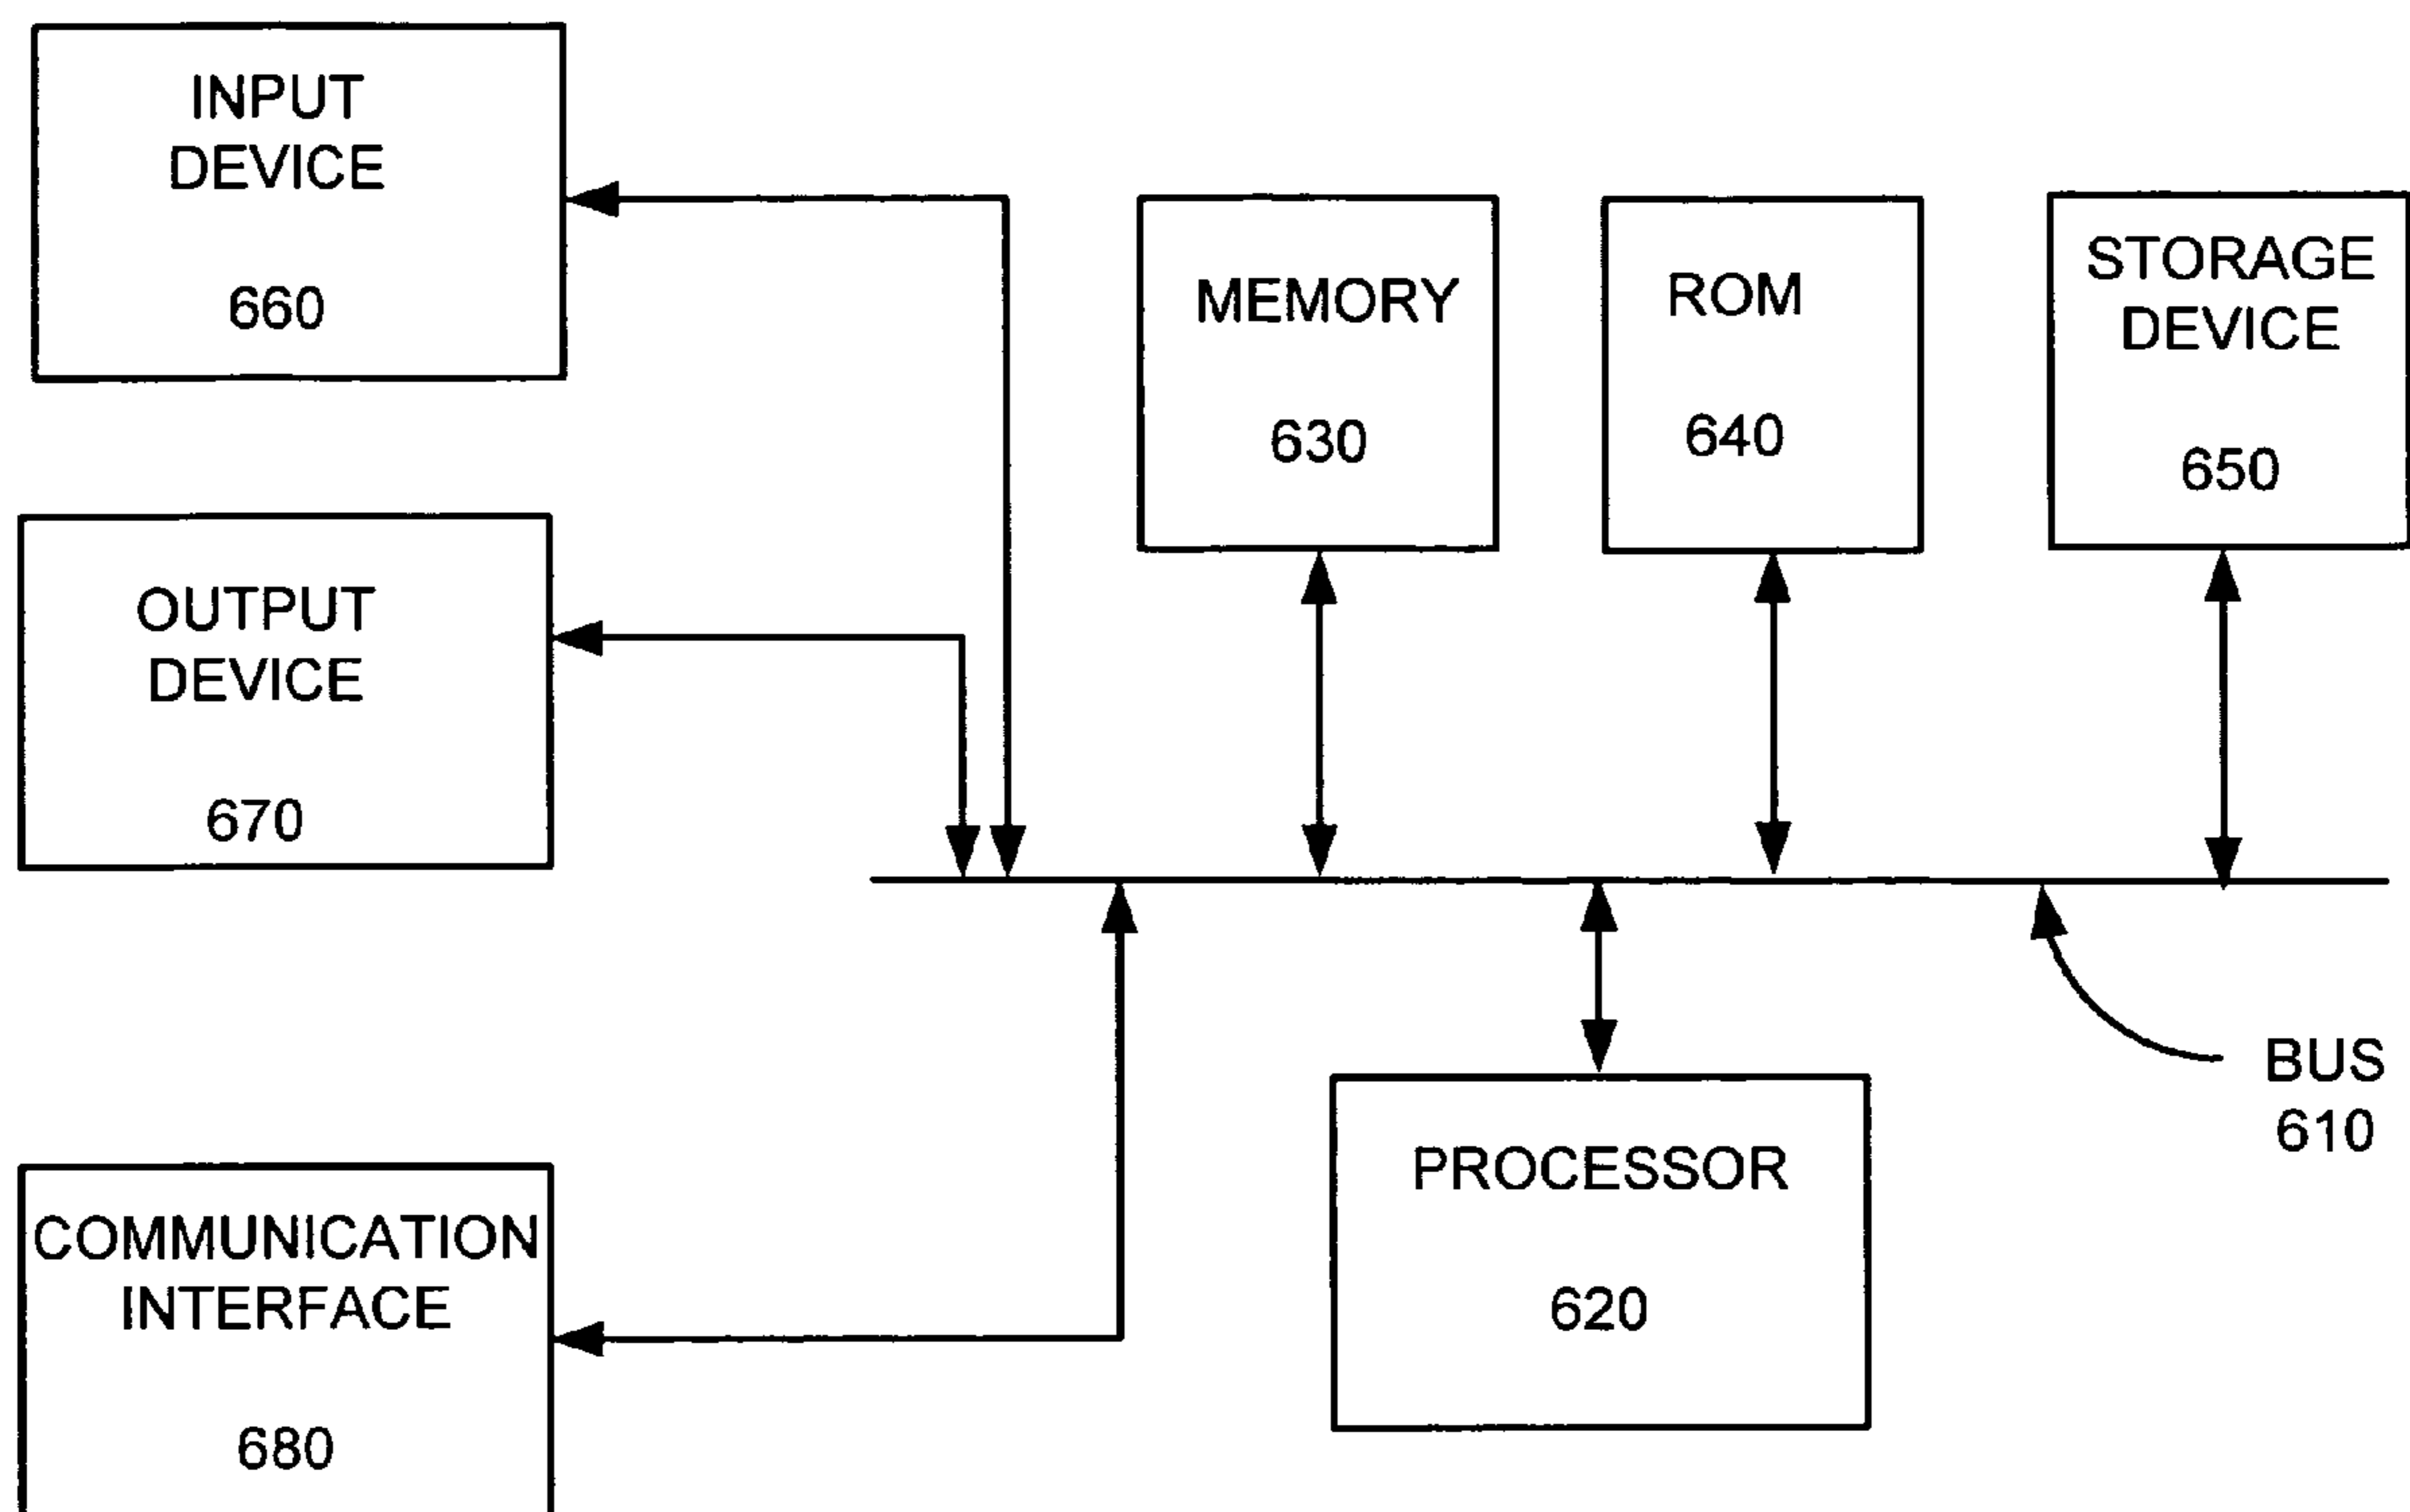 INPUT
DEVICE
660
MEMORY
630
ROM
640
STORAGE
DEVICE
650
OUTPUT
DEVICE
670
BUS
610
PROCESSOR
620
COMMUNICATION
INTERFACE
680